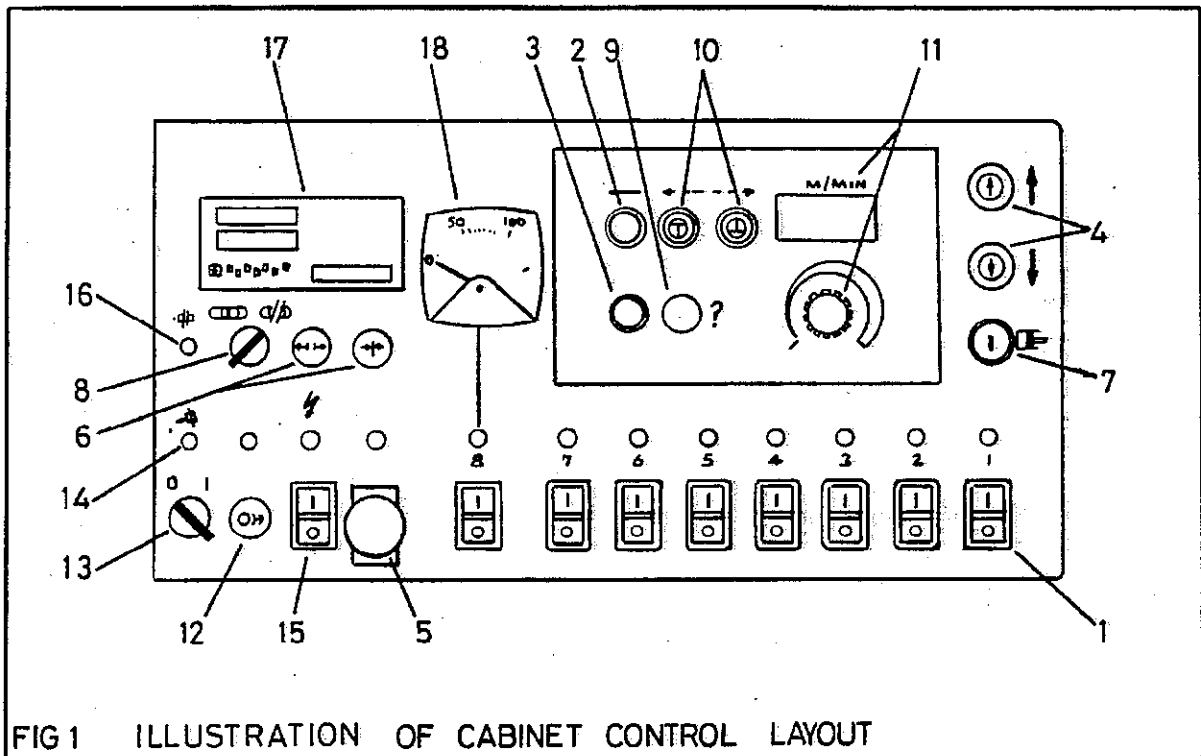 17 18 3 2 9 10 11
M/MIN
50 100
0
4
16
?
8
7
6
14
8 7 6 5 4 3 2 1
0 I
I I I I I I I I I
O O O O O O O O O
13
12 15 5 1
FIG 1 ILLUSTRATION OF CABINET CONTROL LAYOUT